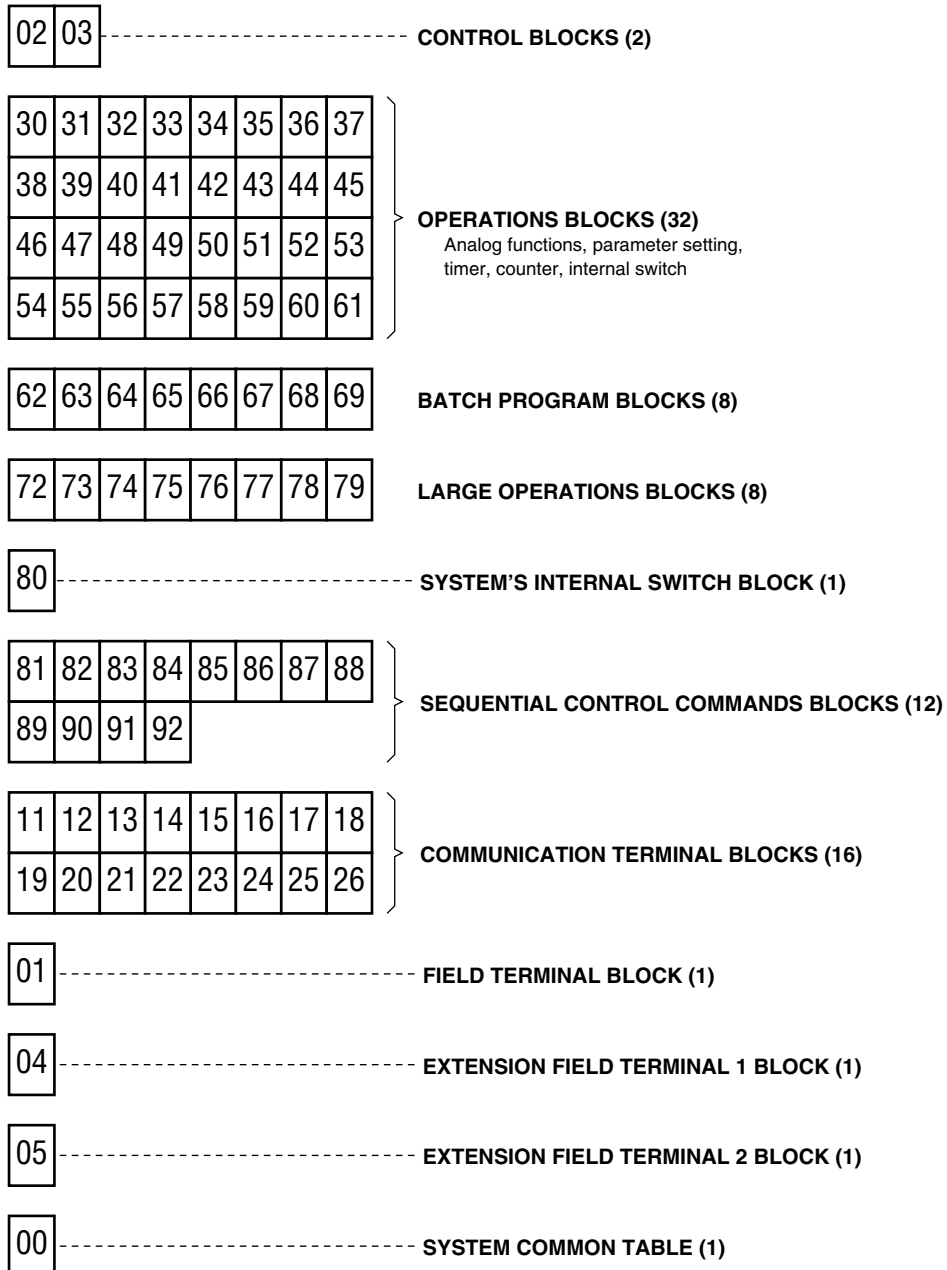 02 03 CONTROL BLOCKS (2)
30 31 32 33 34 35 36 37
38 39 40 41 42 43 44 45
OPERATIONS BLOCKS (32)
Analog functions, parameter setting,
timer, counter, internal switch
46 47 48 49 50 51 52 53
54 55 56 57 58 59 60 61
62 63 64 65 66 67 68 69 BATCH PROGRAM BLOCKS (8)
72 73 74 75 76 77 78 79 LARGE OPERATIONS BLOCKS (8)
80 SYSTEM’S INTERNAL SWITCH BLOCK (1)
81 82 83 84 85 86 87 88
SEQUENTIAL CONTROL COMMANDS BLOCKS (12)
89 90 91 92
11 12 13 14 15 16 17 18
COMMUNICATION TERMINAL BLOCKS (16)
19 20 21 22 23 24 25 26
01 FIELD TERMINAL BLOCK (1)
04 EXTENSION FIELD TERMINAL 1 BLOCK (1)
05 EXTENSION FIELD TERMINAL 2 BLOCK (1)
00 SYSTEM COMMON TABLE (1)